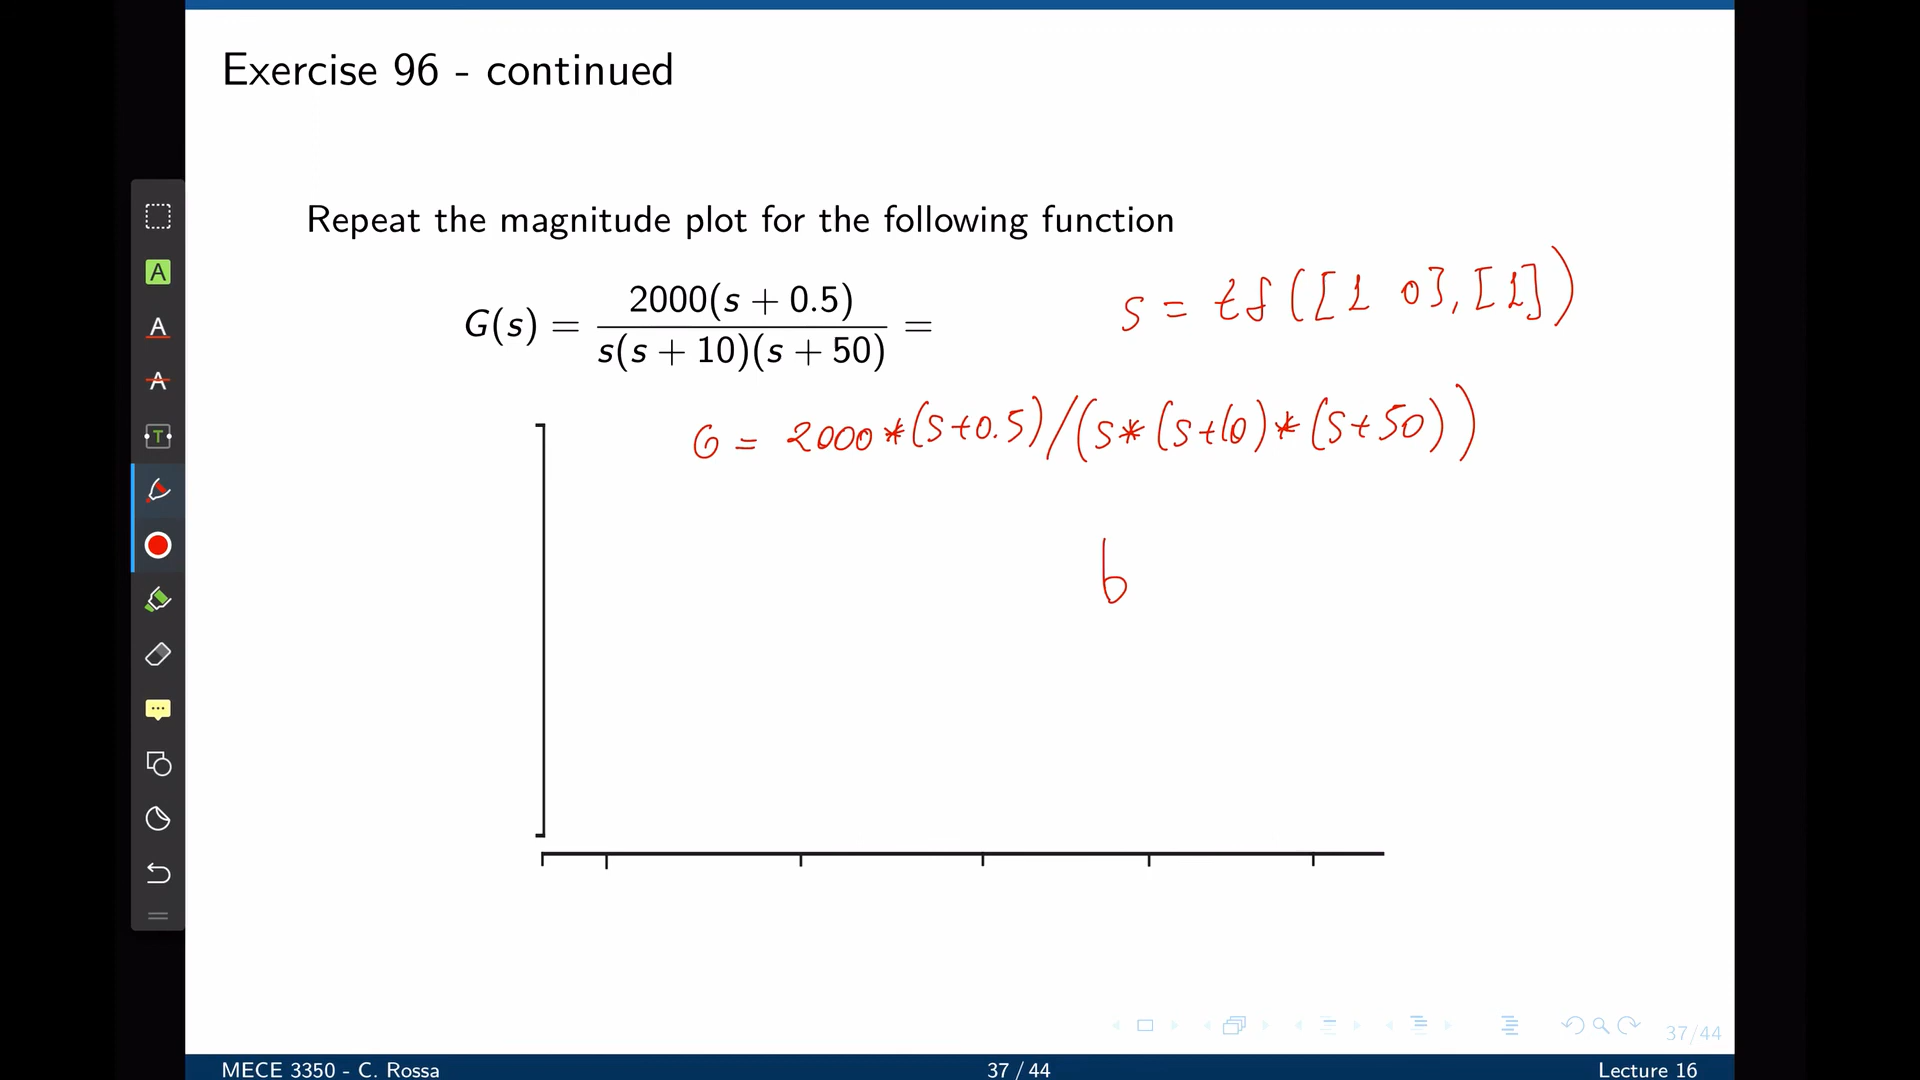 Exercise 96 - continued
Repeat the magnitude plot for the following function
G(s) = 2000(s + 0.5) / s(s + 10)(s + 50) =
s = tf([1 0],[1])
G = 2000*(s+0.5)/(s*(s+10)*(s+50))
b
A
A
A
T
37/44
MECE 3350 - C. Rossa
37 / 44
Lecture 16